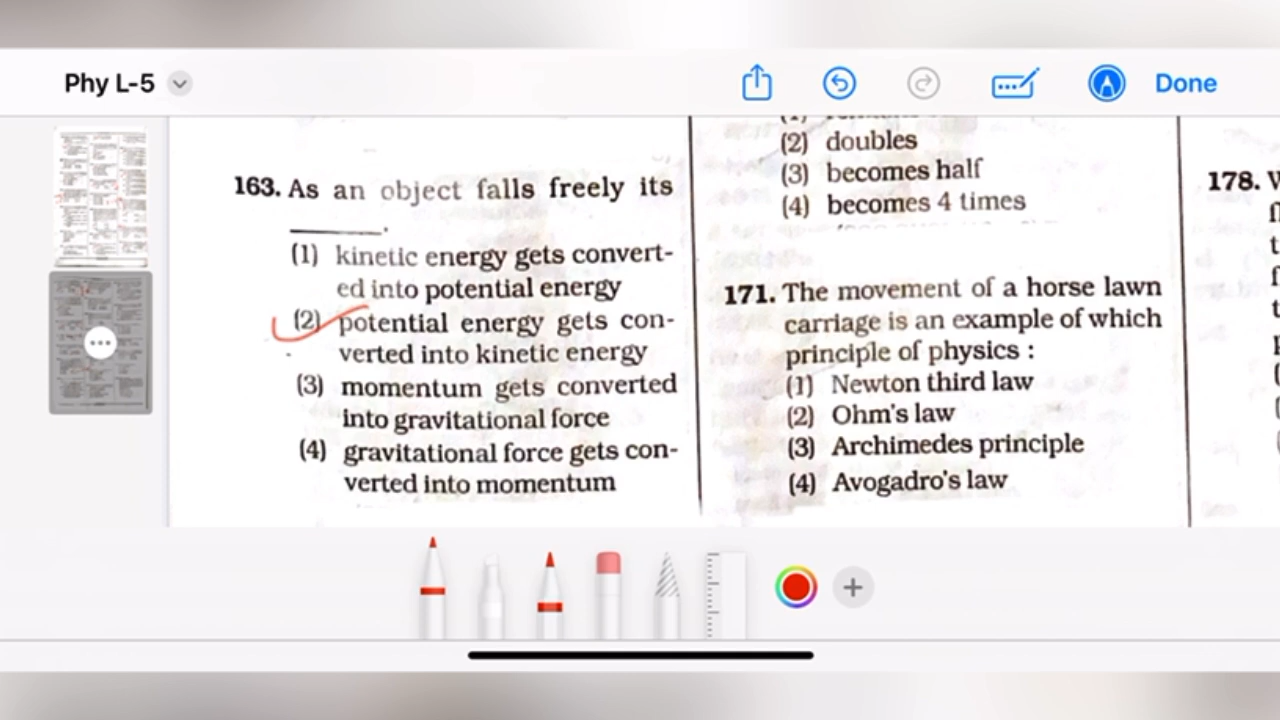 Phy L-5
Done
163. As an object falls freely its
________.
(1) kinetic energy gets convert-
ed into potential energy
(2) potential energy gets con-
verted into kinetic energy
(3) momentum gets converted
into gravitational force
(4) gravitational force gets con-
verted into momentum
(2) doubles
(3) becomes half
(4) becomes 4 times
171. The movement of a horse lawn
carriage is an example of which
principle of physics :
(1) Newton third law
(2) Ohm's law
(3) Archimedes principle
(4) Avogadro's law
178.